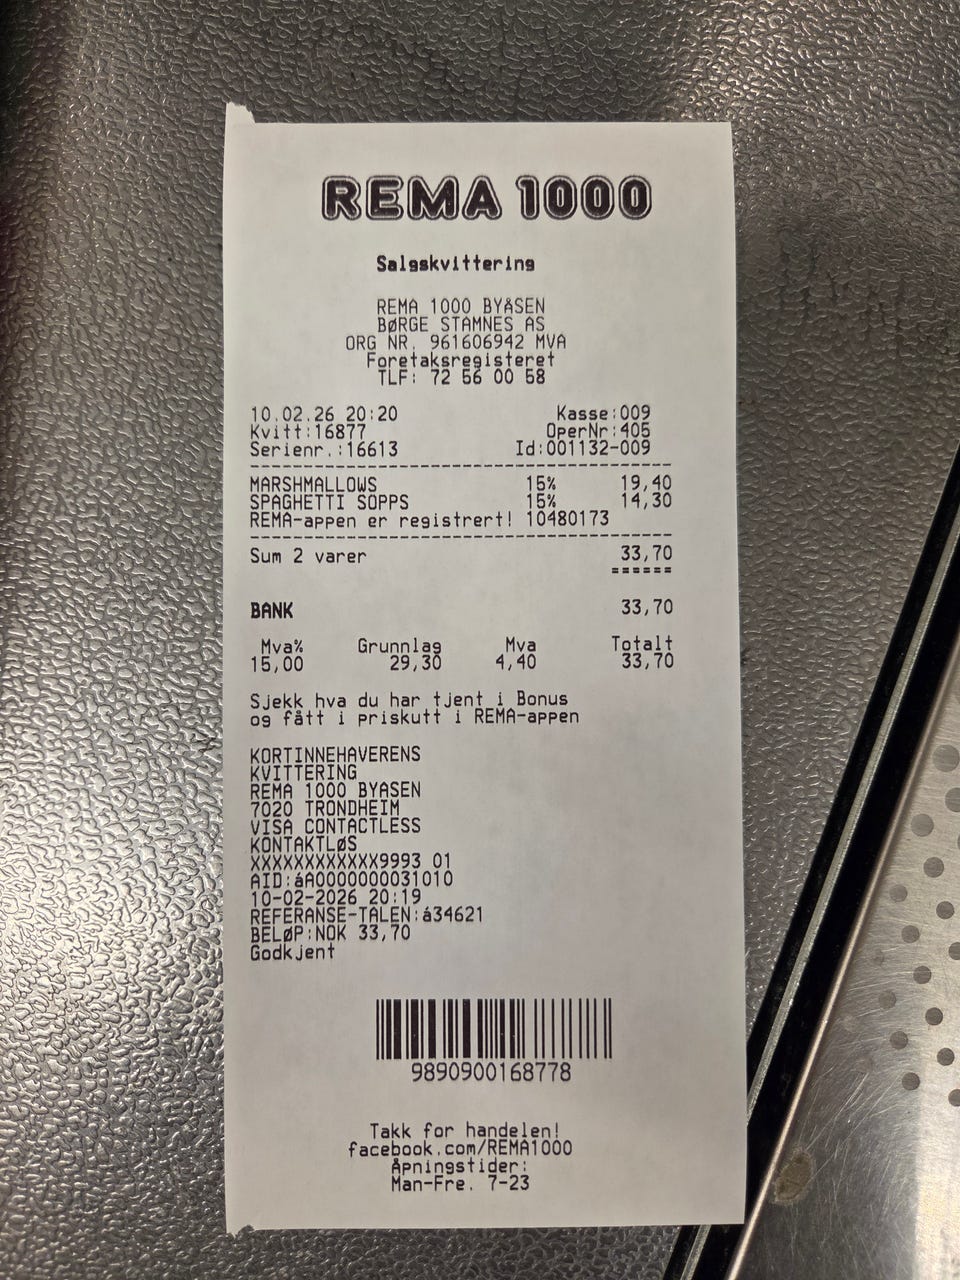 REMA 1000
Salgskvittering
REMA 1000 BYÅSEN
BØRGE STAMNES AS
ORG NR. 961606942 MVA
Foretaksregisteret
TLF: 72 56 00 58
10.02.26 20:20 Kasse:009
Kvitt:16877 OperNr:405
Serienr.:16613 Id:001132-009
MARSHMALLOWS 15% 19,40
SPAGHETTI SOPPS 15% 14,30
REMA-appen er registrert! 10480173
Sum 2 varer 33,70
======
BANK 33,70
Mva% Grunnlag Mva Totalt
15,00 29,30 4,40 33,70
Sjekk hva du har tjent i Bonus
og fått i priskutt i REMA-appen
KORTINNEHAVERENS
KVITTERING
REMA 1000 BYASEN
7020 TRONDHEIM
VISA CONTACTLESS
KONTAKTLØS
XXXXXXXXXXXX9993 01
AID:áA0000000031010
10-02-2026 20:19
REFERANSE-TALEN:á34621
BELØP:NOK 33,70
Godkjent
9890900168778
Takk for handelen!
facebook.com/REMA1000
Åpningstider:
Man-Fre. 7-23